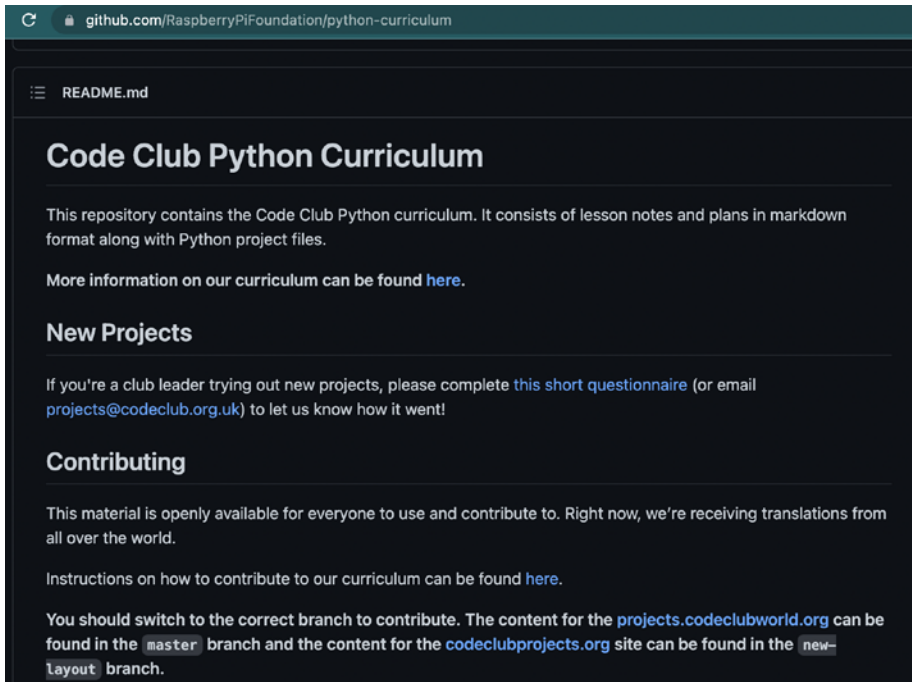 github.com/RaspberryPiFoundation/python-curriculum
README.md
Code Club Python Curriculum
This repository contains the Code Club Python curriculum. It consists of lesson notes and plans in markdown
format along with Python project files.
More information on our curriculum can be found here.
New Projects
If you're a club leader trying out new projects, please complete this short questionnaire (or email
projects@codeclub.org.uk) to let us know how it went!
Contributing
This material is openly available for everyone to use and contribute to. Right now, we're receiving translations from
all over the world.
Instructions on how to contribute to our curriculum can be found here.
You should switch to the correct branch to contribute. The content for the projects.codeclubworld.org can be
found in the master branch and the content for the codeclubprojects.org site can be found in the new-
layout branch.